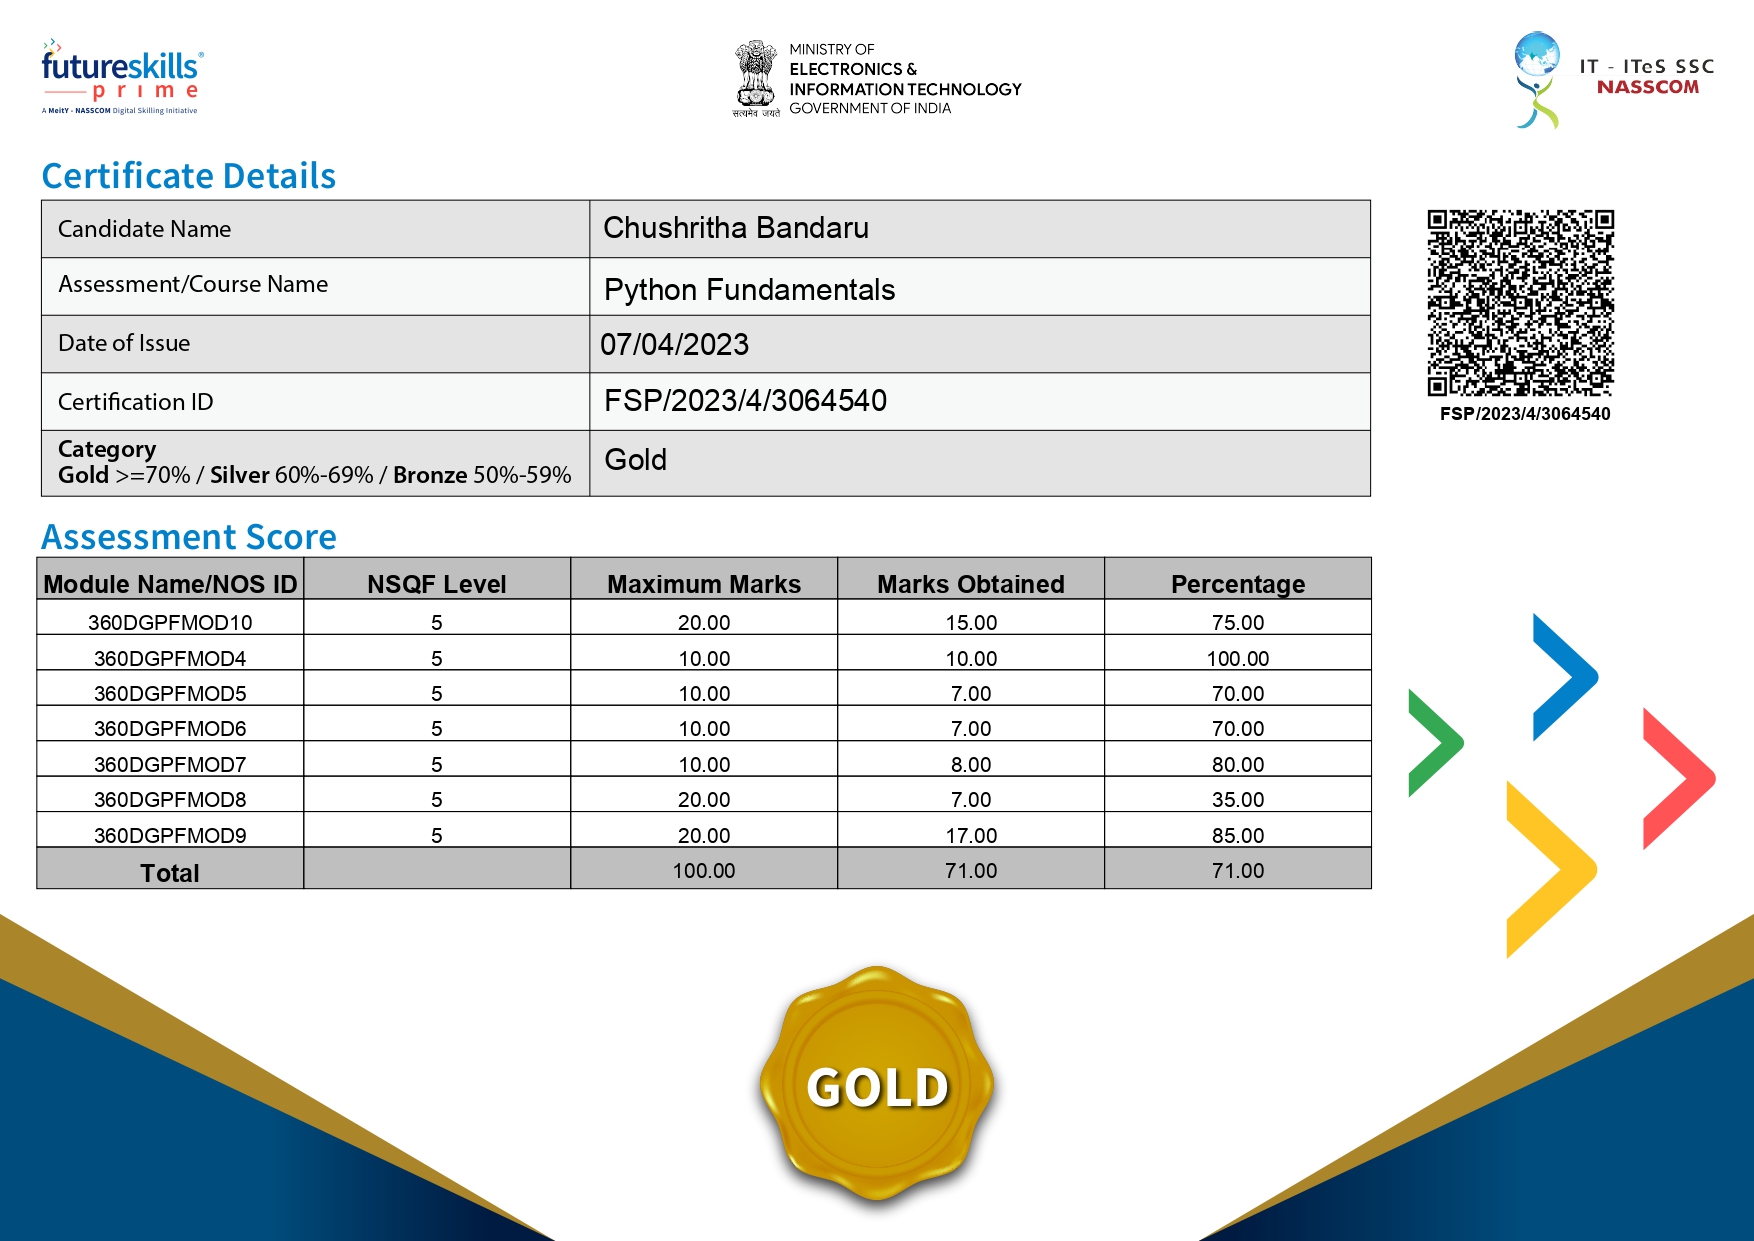 futureskills®
prime
A MeitY - NASSCOM Digital Skilling Initiative
सत्यमेव जयते
MINISTRY OF
ELECTRONICS &
INFORMATION TECHNOLOGY
GOVERNMENT OF INDIA
IT - ITeS SSC
NASSCOM
Certificate Details
Candidate Name Chushritha Bandaru
Assessment/Course Name Python Fundamentals
Date of Issue 07/04/2023
Certification ID FSP/2023/4/3064540
Category
Gold >=70% / Silver 60%-69% / Bronze 50%-59% Gold
FSP/2023/4/3064540
Assessment Score
Module Name/NOS ID NSQF Level Maximum Marks Marks Obtained Percentage
360DGPFMOD10 5 20.00 15.00 75.00
360DGPFMOD4 5 10.00 10.00 100.00
360DGPFMOD5 5 10.00 7.00 70.00
360DGPFMOD6 5 10.00 7.00 70.00
360DGPFMOD7 5 10.00 8.00 80.00
360DGPFMOD8 5 20.00 7.00 35.00
360DGPFMOD9 5 20.00 17.00 85.00
Total 100.00 71.00 71.00
GOLD